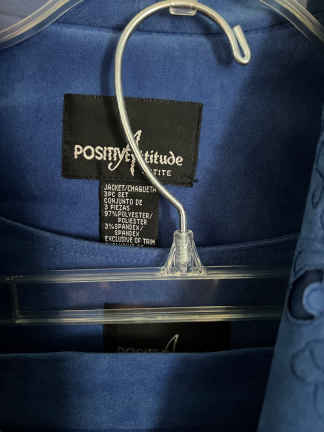 POSITIVE Attitude
PETITE
JACKET/CHAQUETA
3PC SET
CONJUNTO DE
3 PIEZAS
97%POLYESTER/
POLIESTER
3%SPANDEX/
SPANDEX
EXCLUSIVE OF TRIM